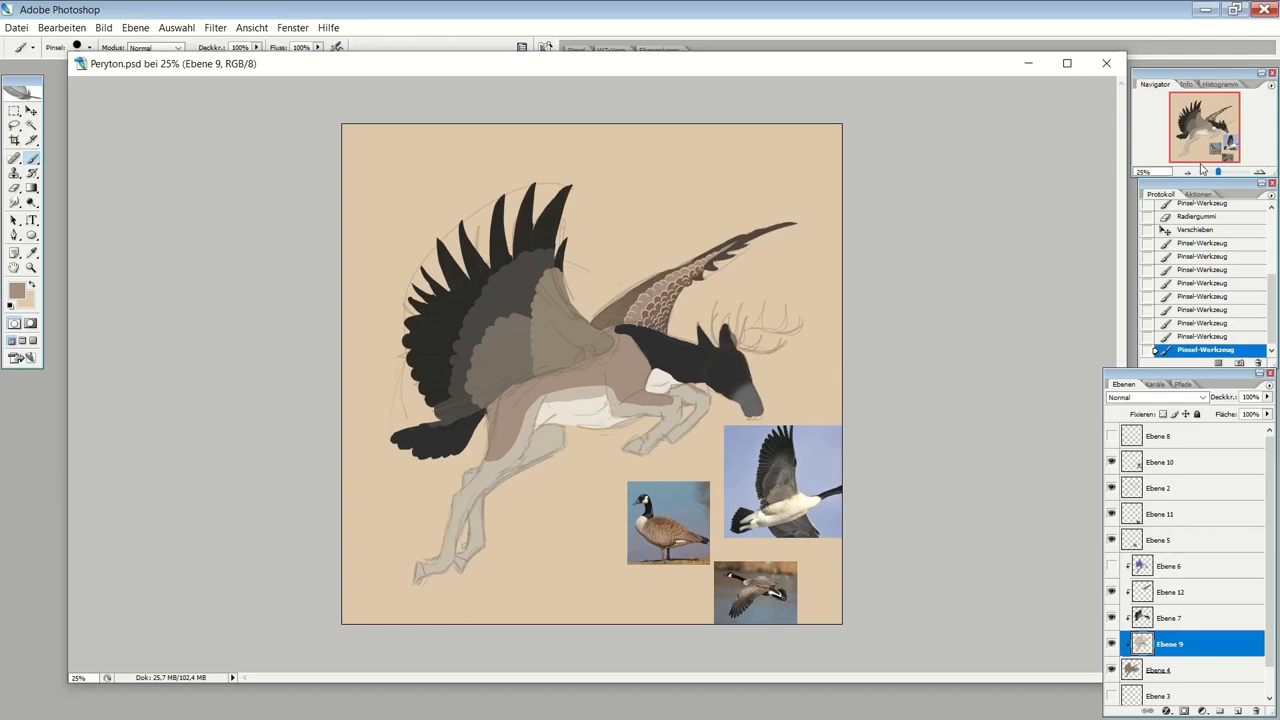 Adobe Photoshop
Datei Bearbeiten Bild Ebene Auswahl Filter Ansicht Fenster Hilfe
Pinsel: Modus: Normal Deckkr.: 100% Fluss: 100%
Peryton.psd bei 25% (Ebene 9, RGB/8)
Navigator Info Histogramm
25%
Protokoll Aktionen
Pinsel-Werkzeug
Radiergummi
Verschieben
Pinsel-Werkzeug
Pinsel-Werkzeug
Pinsel-Werkzeug
Pinsel-Werkzeug
Pinsel-Werkzeug
Pinsel-Werkzeug
Pinsel-Werkzeug
Pinsel-Werkzeug
Pinsel-Werkzeug
Ebenen Kanäle Pfade
Normal Deckkr.: 100%
Fixieren: Fläche: 100%
Ebene 8
Ebene 10
Ebene 2
Ebene 11
Ebene 5
Ebene 6
Ebene 12
Ebene 7
Ebene 9
Ebene 4
Ebene 3
25% Dok: 25,7 MB/102,4 MB